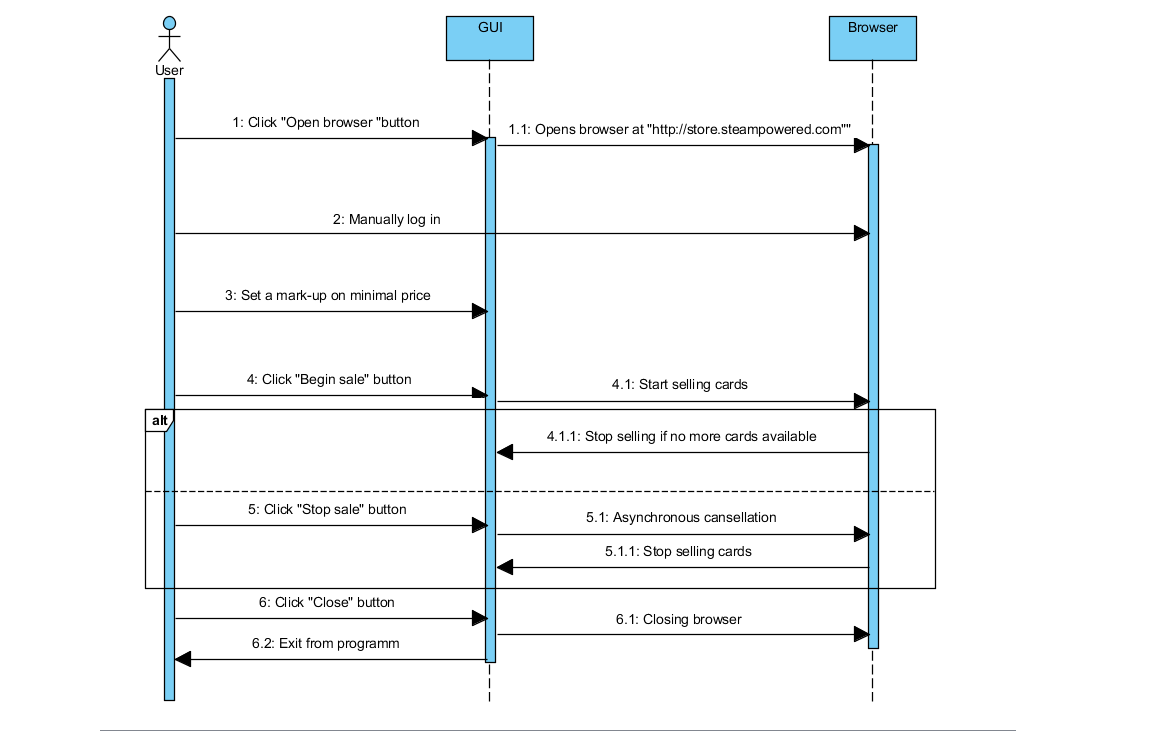 GUI
Browser
User
1: Click "Open browser "button
1.1: Opens browser at "http://store.steampowered.com""
2: Manually log in
3: Set a mark-up on minimal price
4: Click "Begin sale" button
4.1: Start selling cards
alt
4.1.1: Stop selling if no more cards available
5: Click "Stop sale" button
5.1: Asynchronous cansellation
5.1.1: Stop selling cards
6: Click "Close" button
6.1: Closing browser
6.2: Exit from programm